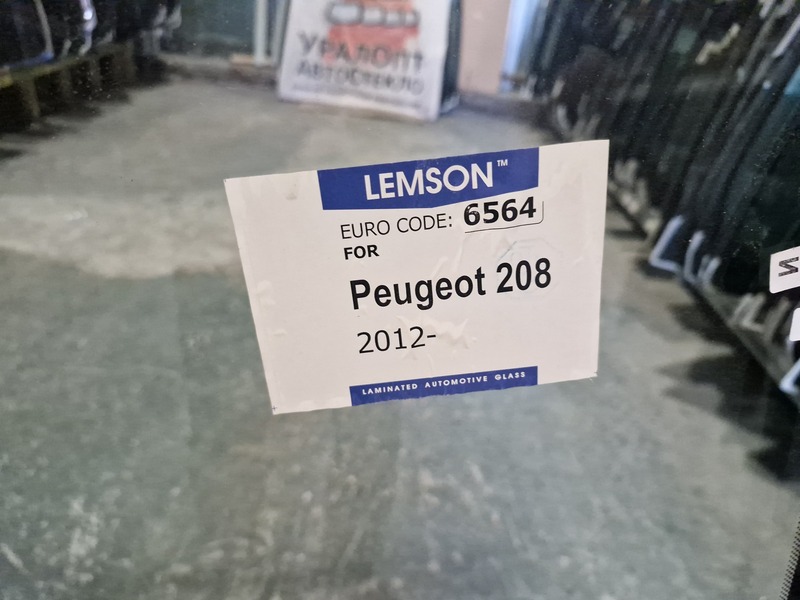 УРАЛОПТ
АВТОСТЕКЛО
LEMSON™
EURO CODE: 6564
FOR
Peugeot 208
2012-
LAMINATED AUTOMOTIVE GLASS